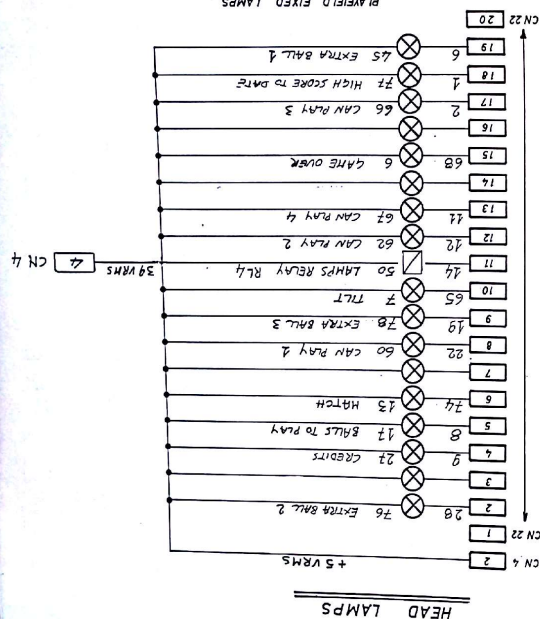 HEAD LAMPS
CN 4 2 +5 VRMS
CN 22 1
2 28 76 EXTRA BALL 2
3
4 9 27 CREDITS
5 8 17 BALLS TO PLAY
6 74 13 MATCH
7
8 22 60 CAN PLAY 1
9 19 78 EXTRA BALL 3
10 65 7 TILT
11 14 50 LAMPS RELAY RL4 39 VRMS 4 CN 4
12 12 62 CAN PLAY 2
13 11 67 CAN PLAY 4
14
15 68 6 GAME OVER
16
17 2 66 CAN PLAY 3
18 1 77 HIGH SCORE TO DATE
19 6 45 EXTRA BALL 1
CN 22 20
PLAYFIELD FIXED LAMPS